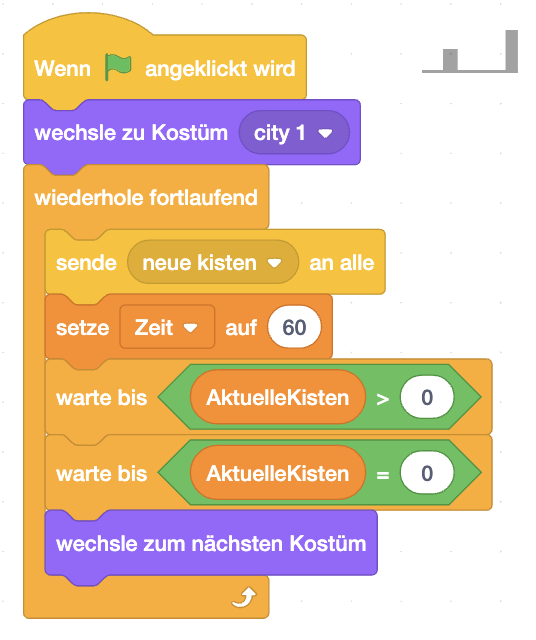 Wenn angeklickt wird
wechsle zu Kostüm city 1
wiederhole fortlaufend
sende neue kisten an alle
setze Zeit auf 60
warte bis AktuelleKisten > 0
warte bis AktuelleKisten = 0
wechsle zum nächsten Kostüm